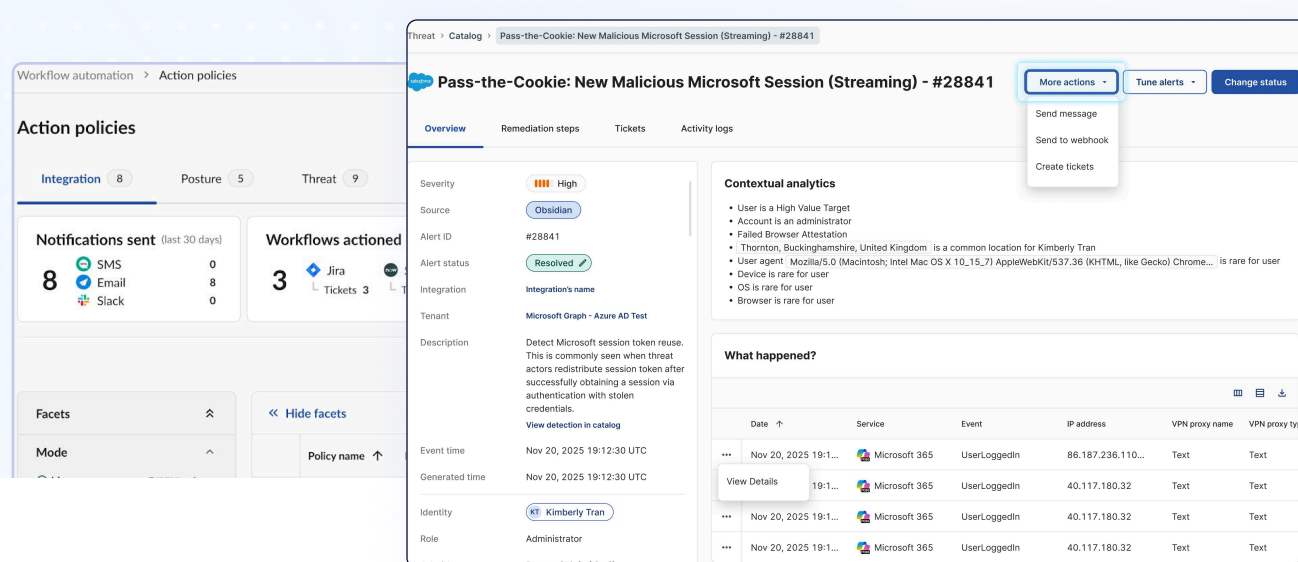 Workflow automation > Action policies
Action policies
Integration 8 Posture 5 Threat 9
Notifications sent (last 30 days)
8
SMS 0
Email 8
Slack 0
Workflows actioned
3
Jira
Tickets 3
Facets
Mode
Hide facets
Policy name
Threat > Catalog > Pass-the-Cookie: New Malicious Microsoft Session (Streaming) - #28841
salesforce
Pass-the-Cookie: New Malicious Microsoft Session (Streaming) - #28841
More actions
Tune alerts
Change status
Send message
Send to webhook
Create tickets
Overview Remediation steps Tickets Activity logs
Severity High
Source Obsidian
Alert ID #28841
Alert status Resolved
Integration Integration's name
Tenant Microsoft Graph - Azure AD Test
Description Detect Microsoft session token reuse.
This is commonly seen when threat
actors redistribute session token after
successfully obtaining a session via
authentication with stolen
credentials.
View detection in catalog
Event time Nov 20, 2025 19:12:30 UTC
Generated time Nov 20, 2025 19:12:30 UTC
Identity KT Kimberly Tran
Role Administrator
Contextual analytics
• User is a High Value Target
• Account is an administrator
• Failed Browser Attestation
• Thornton, Buckinghamshire, United Kingdom is a common location for Kimberly Tran
• User agent Mozilla/5.0 (Macintosh; Intel Mac OS X 10_15_7) AppleWebKit/537.36 (KHTML, like Gecko) Chrome... is rare for user
• Device is rare for user
• OS is rare for user
• Browser is rare for user
What happened?
Date Service Event IP address VPN proxy name VPN proxy typ
Nov 20, 2025 19:1... Microsoft 365 UserLoggedIn 86.187.236.110... Text Text
View Details
19:1... Microsoft 365 UserLoggedIn 40.117.180.32 Text Text
Nov 20, 2025 19:1... Microsoft 365 UserLoggedIn 40.117.180.32 Text Text
Nov 20, 2025 19:1... Microsoft 365 UserLoggedIn 40.117.180.32 Text Text